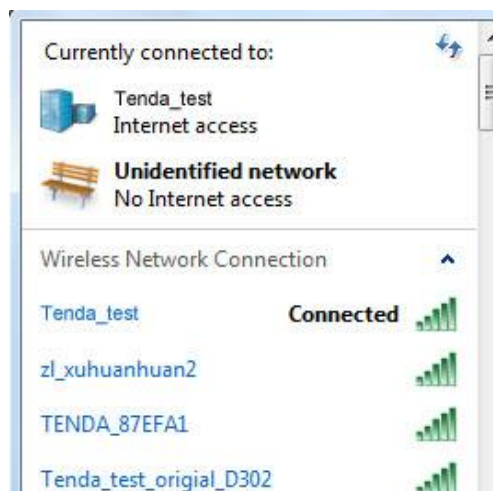 Currently connected to:
Tenda_test
Internet access
Unidentified network
No Internet access
Wireless Network Connection
Tenda_test Connected
zl_xuhuanhuan2
TENDA_87EFA1
Tenda_test_origial_D302